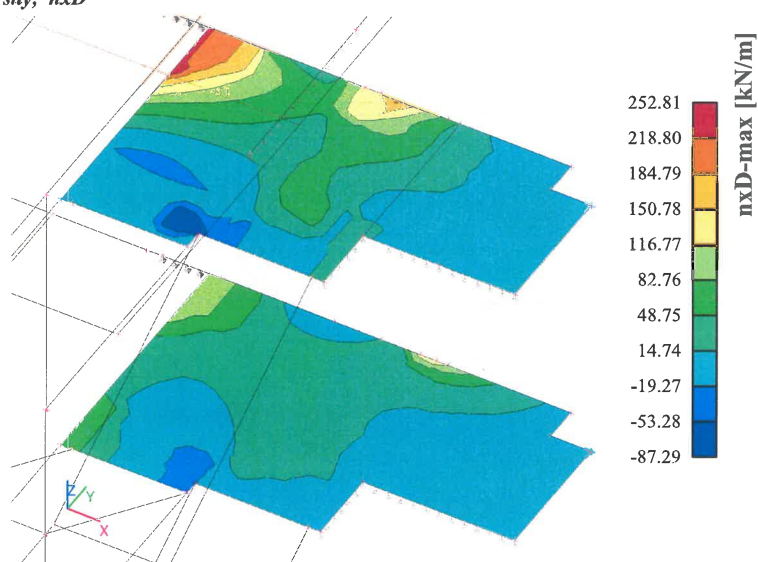 nxD
252.81
218.80
184.79
150.78
116.77
82.76
48.75
14.74
-19.27
-53.28
-87.29
nxD-max [kN/m]
Z
Y
X